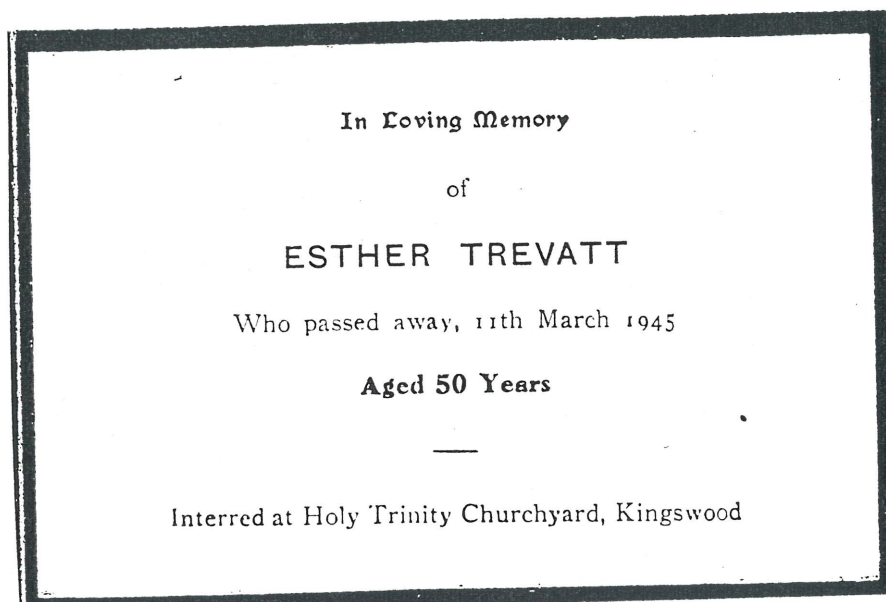 In Loving Memory
of
ESTHER TREVATT
Who passed away, 11th March 1945
Aged 50 Years
Interred at Holy Trinity Churchyard, Kingswood